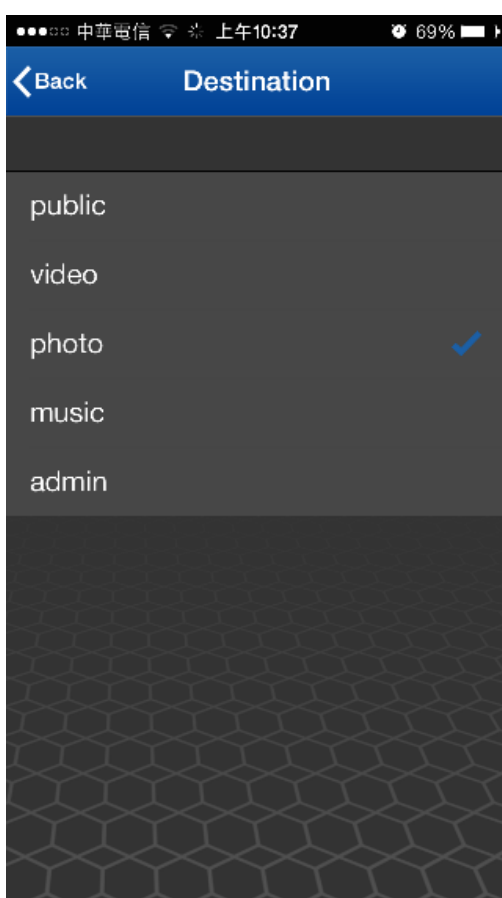 中華電信 上午10:37 69%
Back Destination
public
video
photo
music
admin